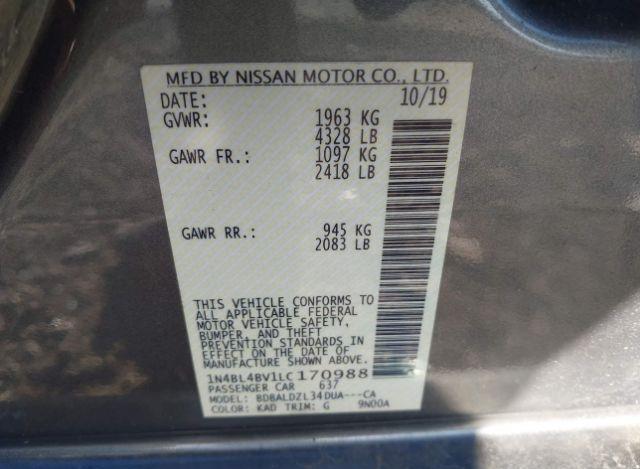 MFD BY NISSAN MOTOR CO., LTD.
DATE: 10/19
GVWR: 1963 KG
4328 LB
GAWR FR.: 1097 KG
2418 LB
GAWR RR.: 945 KG
2083 LB
THIS VEHICLE CONFORMS TO
ALL APPLICABLE FEDERAL
MOTOR VEHICLE SAFETY,
BUMPER, AND THEFT
PREVENTION STANDARDS IN
EFFECT ON THE DATE OF
MANUFACTURE SHOWN ABOVE.
1N4BL4BV1LC170988
PASSENGER CAR 637
MODEL: BDBALDZL34DUA---CA
COLOR: KAD TRIM: G 9N00A